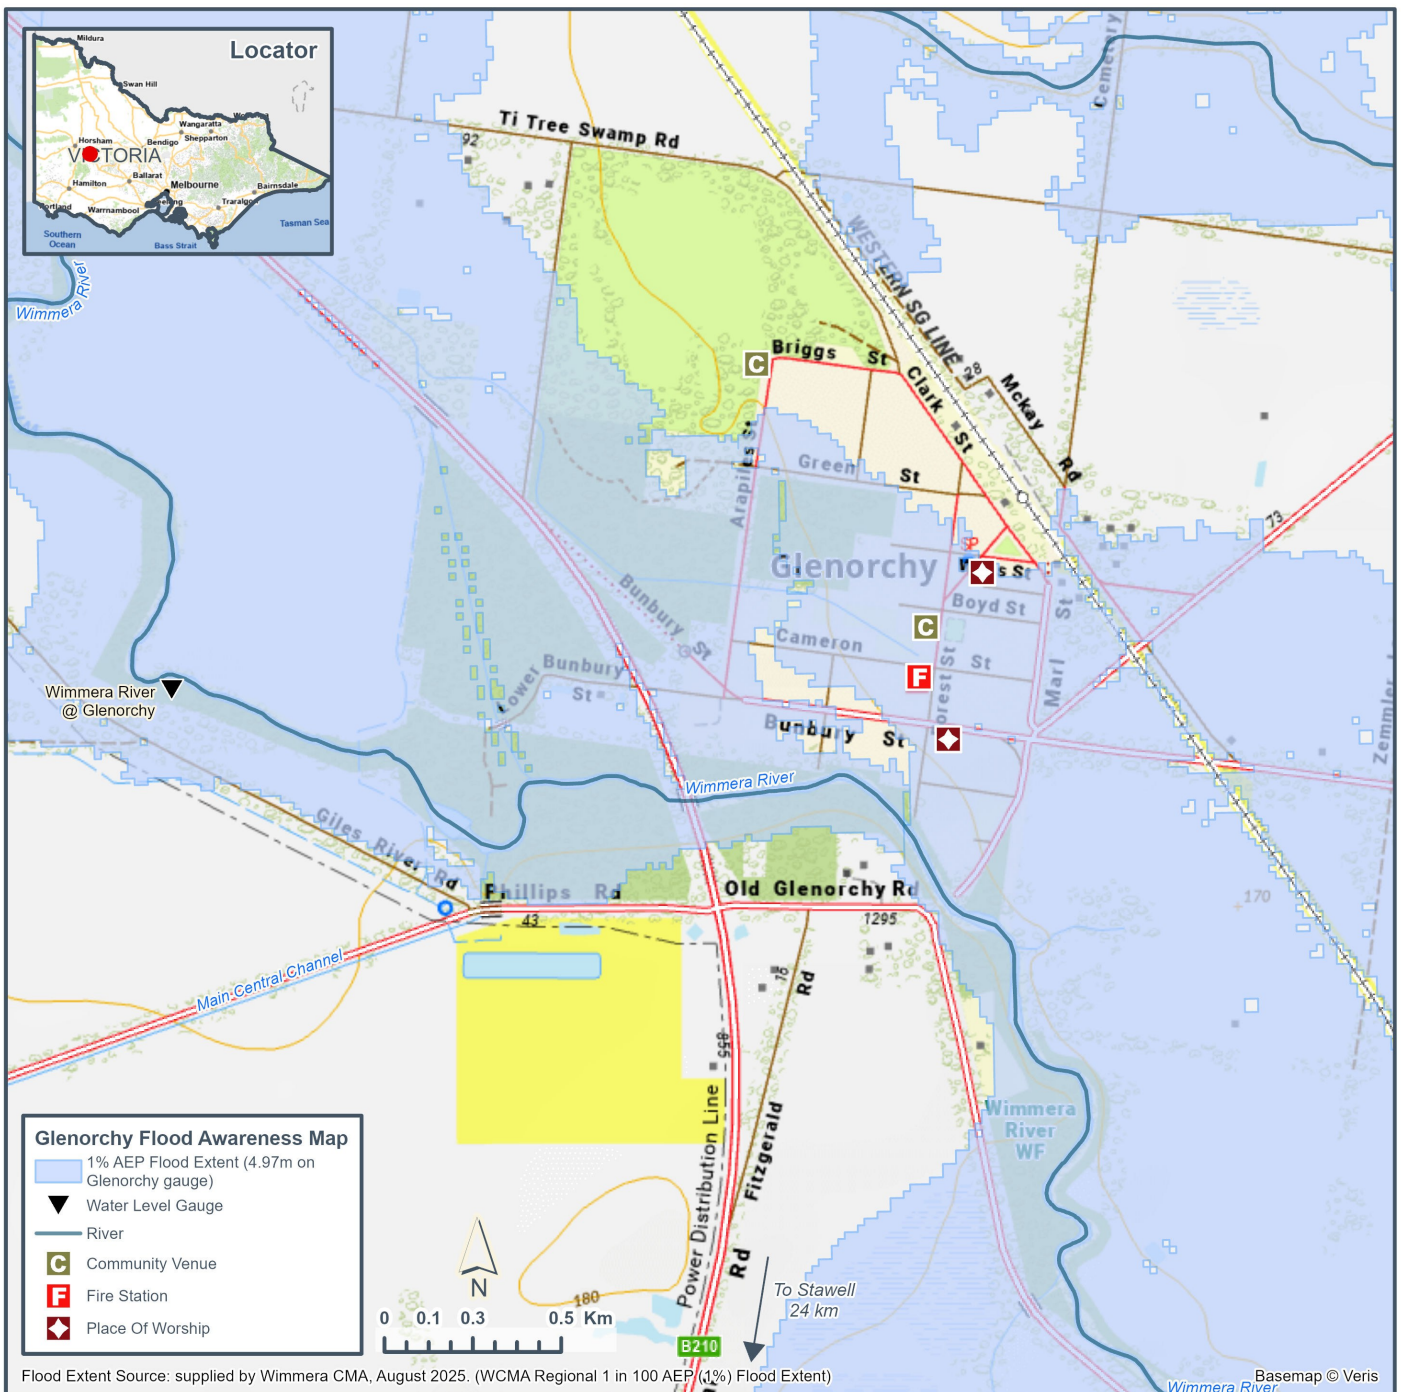 Locator
Mildura
Swan Hill
Wangaratta
Shepparton
Horsham
Bendigo
VICTORIA
Ballarat
Hamilton
Melbourne
Bairnsdale
Portland
Warrnambool
Traralgon
Tasman Sea
Southern
Ocean
Bass Strait
Cemetery
Ti Tree Swamp Rd
92
WESTERN SG LINE
Wimmera River
Briggs St
C
28
Mckay Rd
Clark St
Green St
Arapiles St
73
Glenorchy
SP
Boyd St
Bunbury St
C
Cameron St
Marl St
F
Forest St
Lower Bunbury St
Wimmera River
@ Glenorchy
Bunbury St
Zemmler
Wimmera River
Giles River Rd
Phillips Rd
Old Glenorchy Rd
43
1295
170
Main Central Channel
16
855
Fitzgerald Rd
Power Distribution Line
Rd
Wimmera
River
WF
180
N
0 0.1 0.3 0.5 Km
To Stawell
24 km
B210
Glenorchy Flood Awareness Map
1% AEP Flood Extent (4.97m on
Glenorchy gauge)
Water Level Gauge
River
C Community Venue
F Fire Station
Place Of Worship
Flood Extent Source: supplied by Wimmera CMA, August 2025. (WCMA Regional 1 in 100 AEP (1%) Flood Extent)
Basemap © Veris
Wimmera River